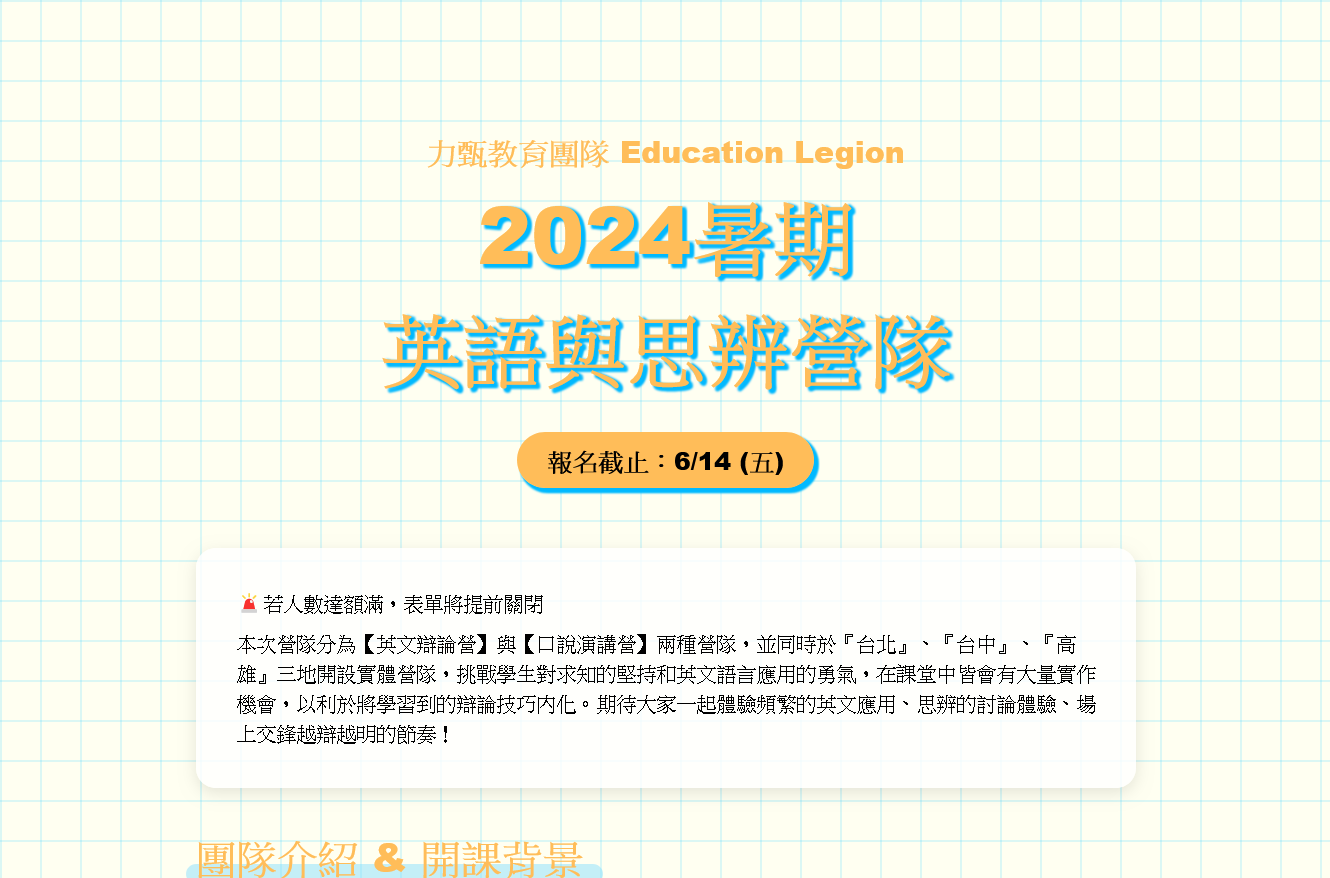 力甄教育團隊 Education Legion
2024暑期
英語與思辨營隊
報名截止：6/14 (五)
🚨若人數達額滿，表單將提前關閉
本次營隊分為【英文辯論營】與【口說演講營】兩種營隊，並同時於『台北』、『台中』、『高
雄』三地開設實體營隊，挑戰學生對求知的堅持和英文語言應用的勇氣，在課堂中皆會有大量實作
機會，以利於將學習到的辯論技巧內化。期待大家一起體驗頻繁的英文應用、思辨的討論體驗、場
上交鋒越辯越明的節奏！
團隊介紹 & 開課背景